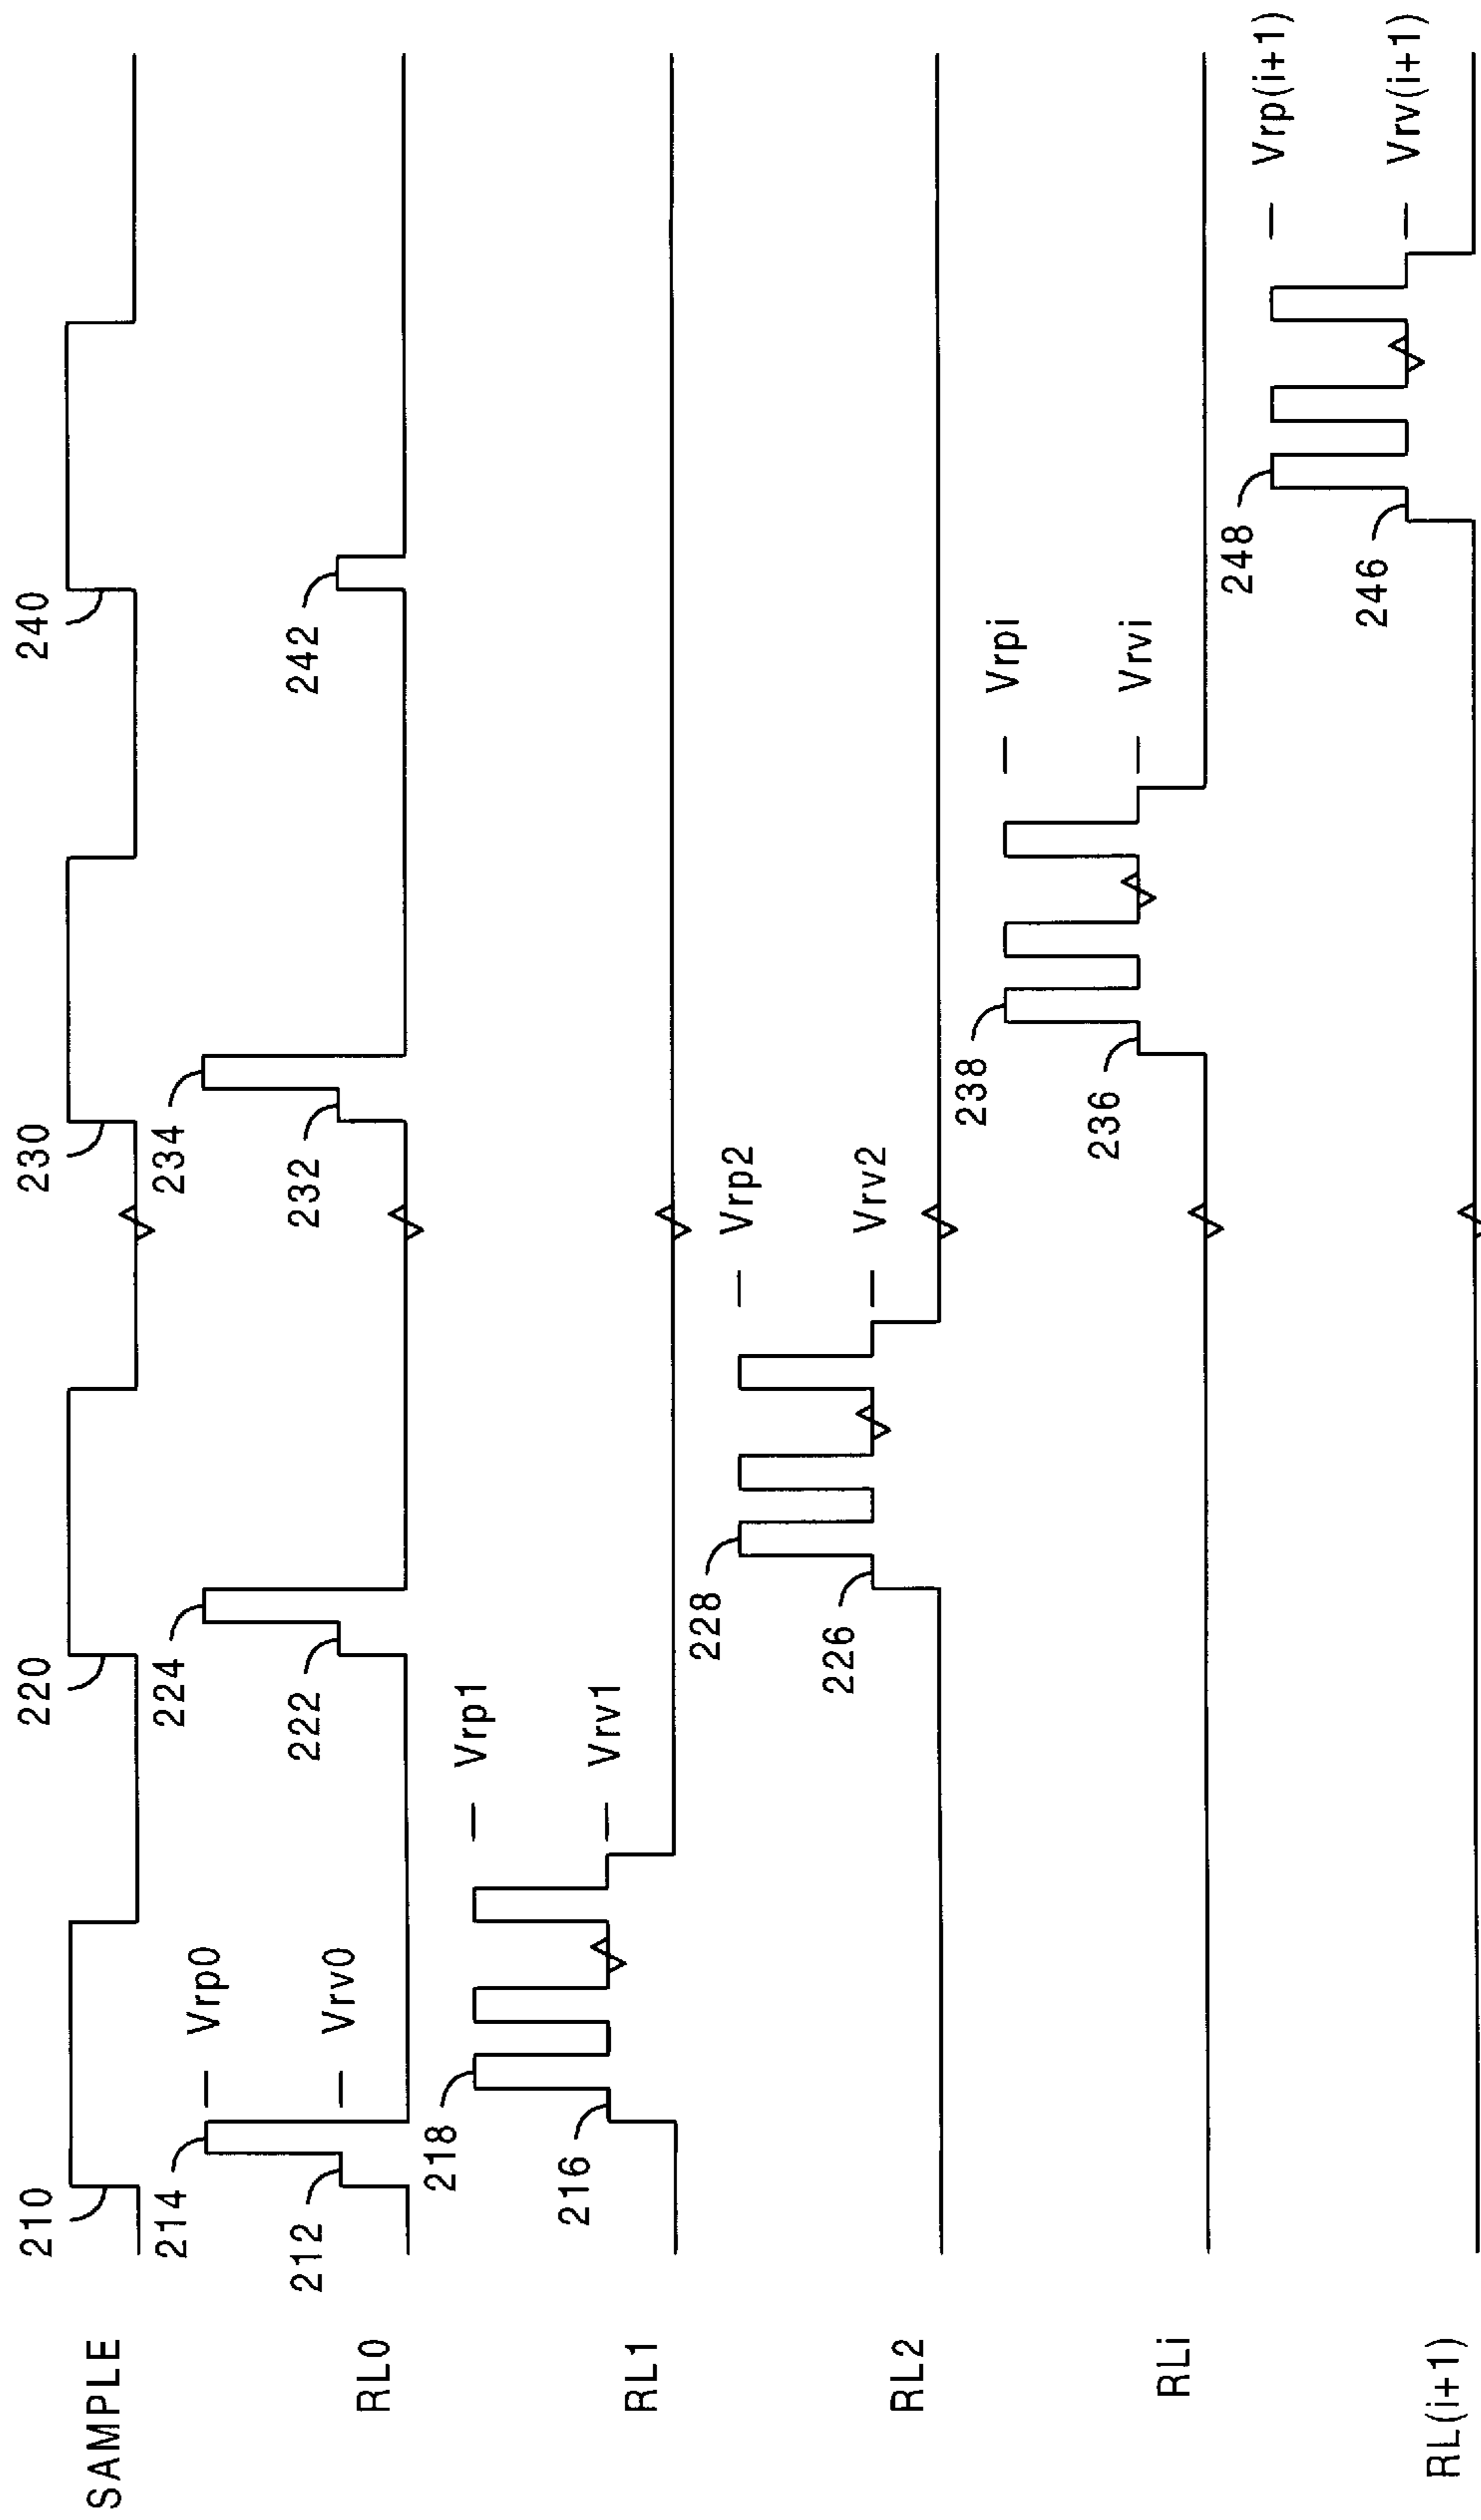 SAMPLE
210
220
230
240
RL0
212
214
Vrp0
Vrv0
222
224
232
234
242
RL1
216
218
Vrp1
Vrv1
RL2
226
228
Vrp2
Vrv2
RLi
236
238
Vrpi
Vrvi
RL(i+1)
246
248
Vrp(i+1)
Vrv(i+1)